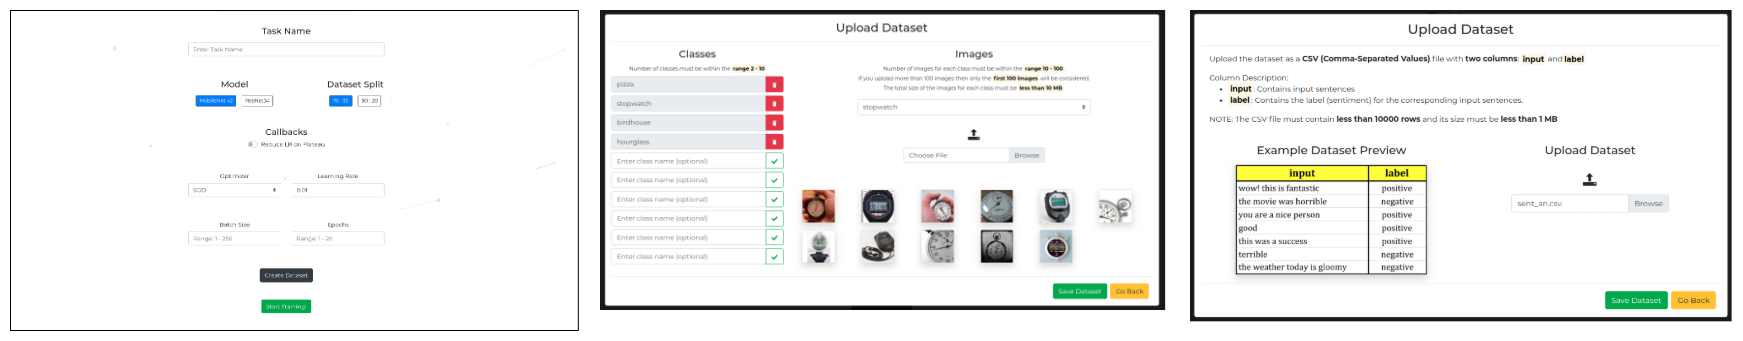 Task Name
Enter Task Name
Model
Dataset Split
MobileNet v2
ResNet34
70 : 30
80 : 20
Callbacks
Reduce LR on Plateau
Optimizer
Learning Rate
SGD
0.01
Batch Size
Epochs
Range: 1 - 256
Range: 1 - 20
Create Dataset
Start Training
Upload Dataset
Classes
Number of classes must be within the range 2 - 10
pizza
stopwatch
birdhouse
hourglass
Enter class name (optional)
Enter class name (optional)
Enter class name (optional)
Enter class name (optional)
Enter class name (optional)
Enter class name (optional)
Images
Number of images for each class must be within the range 10 - 100.
If you upload more than 100 images then only the first 100 images will be considered.
The total size of the images for each class must be less than 10 MB.
stopwatch
Choose File
Browse
Save Dataset
Go Back
Upload Dataset
Upload the dataset as a CSV (Comma-Separated Values) file with two columns: input and label
Column Description:
• input : Contains input sentences
• label : Contains the label (sentiment) for the corresponding input sentences.
NOTE: The CSV file must contain less than 10000 rows and its size must be less than 1 MB
Example Dataset Preview
input label
wow! this is fantastic positive
the movie was horrible negative
you are a nice person positive
good positive
this was a success positive
terrible negative
the weather today is gloomy negative
Upload Dataset
sent_an.csv
Browse
Save Dataset
Go Back